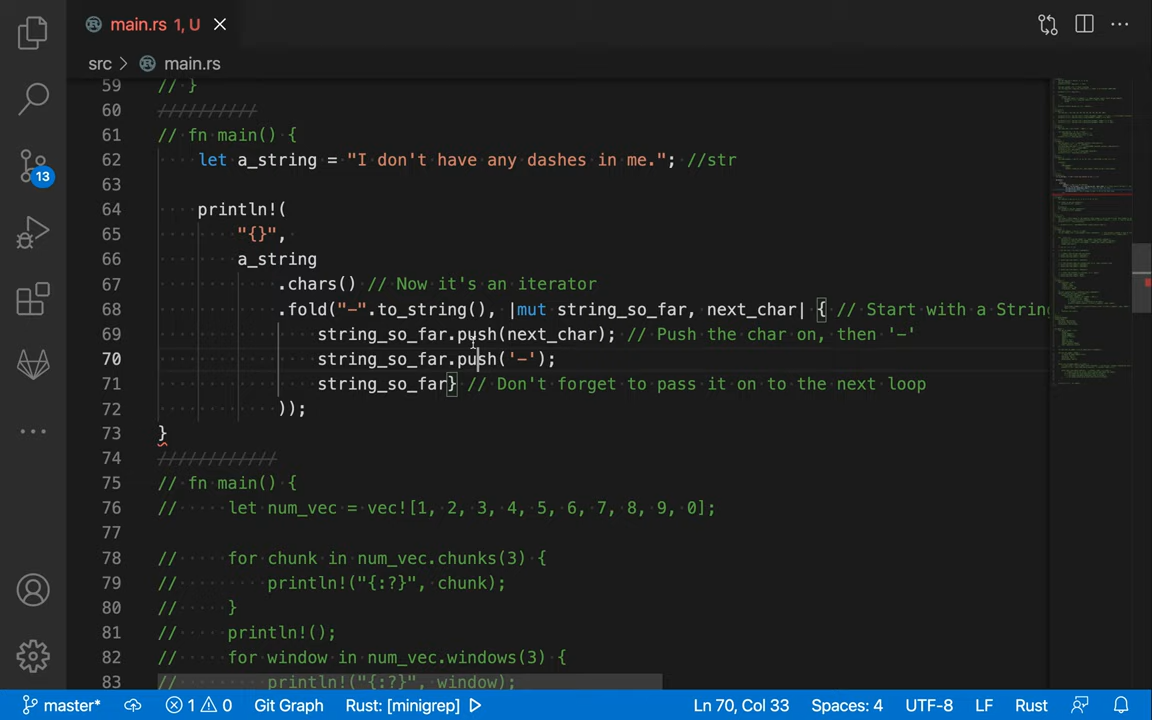 main.rs 1, U
src > main.rs
59 // }
60 //////////
61 // fn main() {
62 let a_string = "I don't have any dashes in me."; //str
63
64 println!(
65 "{}",
66 a_string
67 .chars() // Now it's an iterator
68 .fold("-".to_string(), |mut string_so_far, next_char| { // Start with a String
69 string_so_far.push(next_char); // Push the char on, then '-'
70 string_so_far.push('-');
71 string_so_far} // Don't forget to pass it on to the next loop
72 ));
73 }
74 ////////////
75 // fn main() {
76 // let num_vec = vec![1, 2, 3, 4, 5, 6, 7, 8, 9, 0];
77
78 // for chunk in num_vec.chunks(3) {
79 // println!("{:?}", chunk);
80 // }
81 // println!();
82 // for window in num_vec.windows(3) {
83 // println!("{:?}", window);
13
master* 1 0 Git Graph Rust: [minigrep] Ln 70, Col 33 Spaces: 4 UTF-8 LF Rust